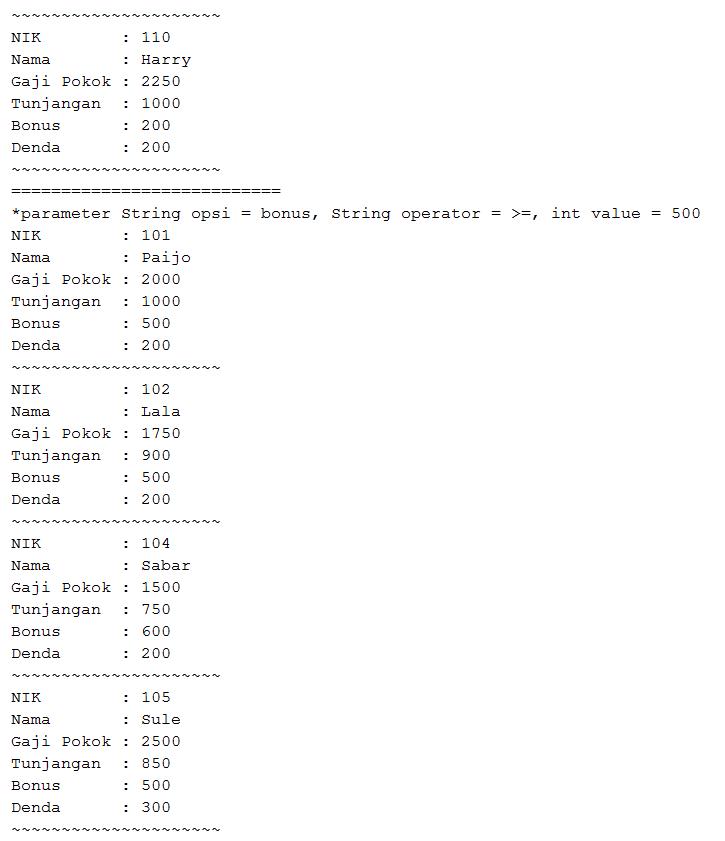 ~~~~~~~~~~~~~~~~~~~~~
NIK        : 110
Nama       : Harry
Gaji Pokok : 2250
Tunjangan  : 1000
Bonus      : 200
Denda      : 200
~~~~~~~~~~~~~~~~~~~~~
===========================
*parameter String opsi = bonus, String operator = >=, int value = 500
NIK        : 101
Nama       : Paijo
Gaji Pokok : 2000
Tunjangan  : 1000
Bonus      : 500
Denda      : 200
~~~~~~~~~~~~~~~~~~~~~
NIK        : 102
Nama       : Lala
Gaji Pokok : 1750
Tunjangan  : 900
Bonus      : 500
Denda      : 200
~~~~~~~~~~~~~~~~~~~~~
NIK        : 104
Nama       : Sabar
Gaji Pokok : 1500
Tunjangan  : 750
Bonus      : 600
Denda      : 200
~~~~~~~~~~~~~~~~~~~~~
NIK        : 105
Nama       : Sule
Gaji Pokok : 2500
Tunjangan  : 850
Bonus      : 500
Denda      : 300
~~~~~~~~~~~~~~~~~~~~~